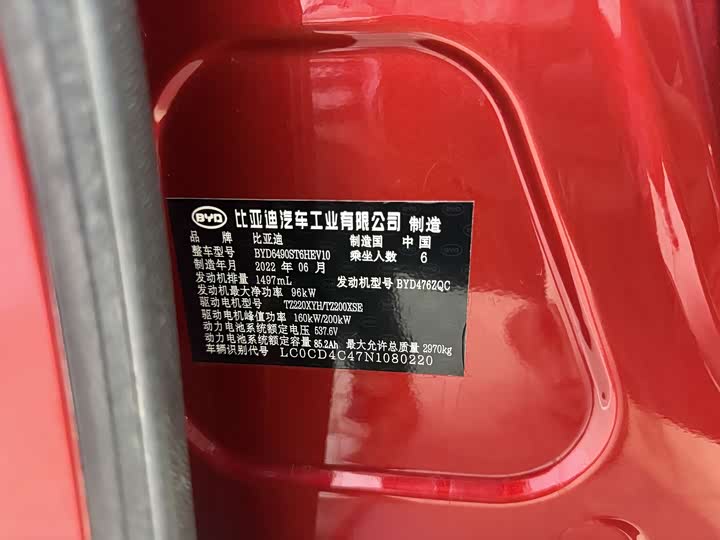 BYD 比亚迪汽车工业有限公司 制造
品 牌 比亚迪 制造国 中国
整车型号 BYD6490ST6HEV10 乘坐人数 6
制造年月 2022 年 06 月
发动机排量 1497mL 发动机型号 BYD476ZQC
发动机最大净功率 96kW
驱动电机型号 TZ220XYH/TZ200XSE
驱动电机峰值功率 160kW/200kW
动力电池系统额定电压 537.6V
动力电池系统额定容量 85.2Ah 最大允许总质量 2970kg
车辆识别代号 LC0CD4C47N1080220